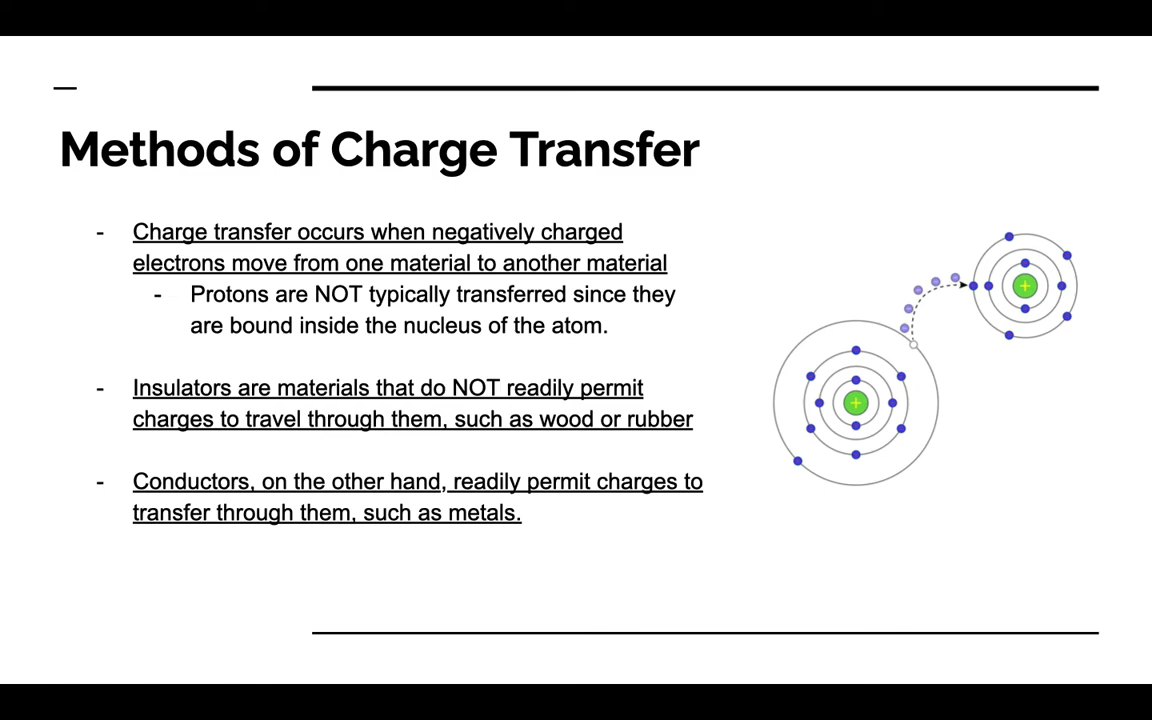 Methods of Charge Transfer
- Charge transfer occurs when negatively charged
electrons move from one material to another material
- Protons are NOT typically transferred since they
are bound inside the nucleus of the atom.
- Insulators are materials that do NOT readily permit
charges to travel through them, such as wood or rubber
- Conductors, on the other hand, readily permit charges to
transfer through them, such as metals.
+
+